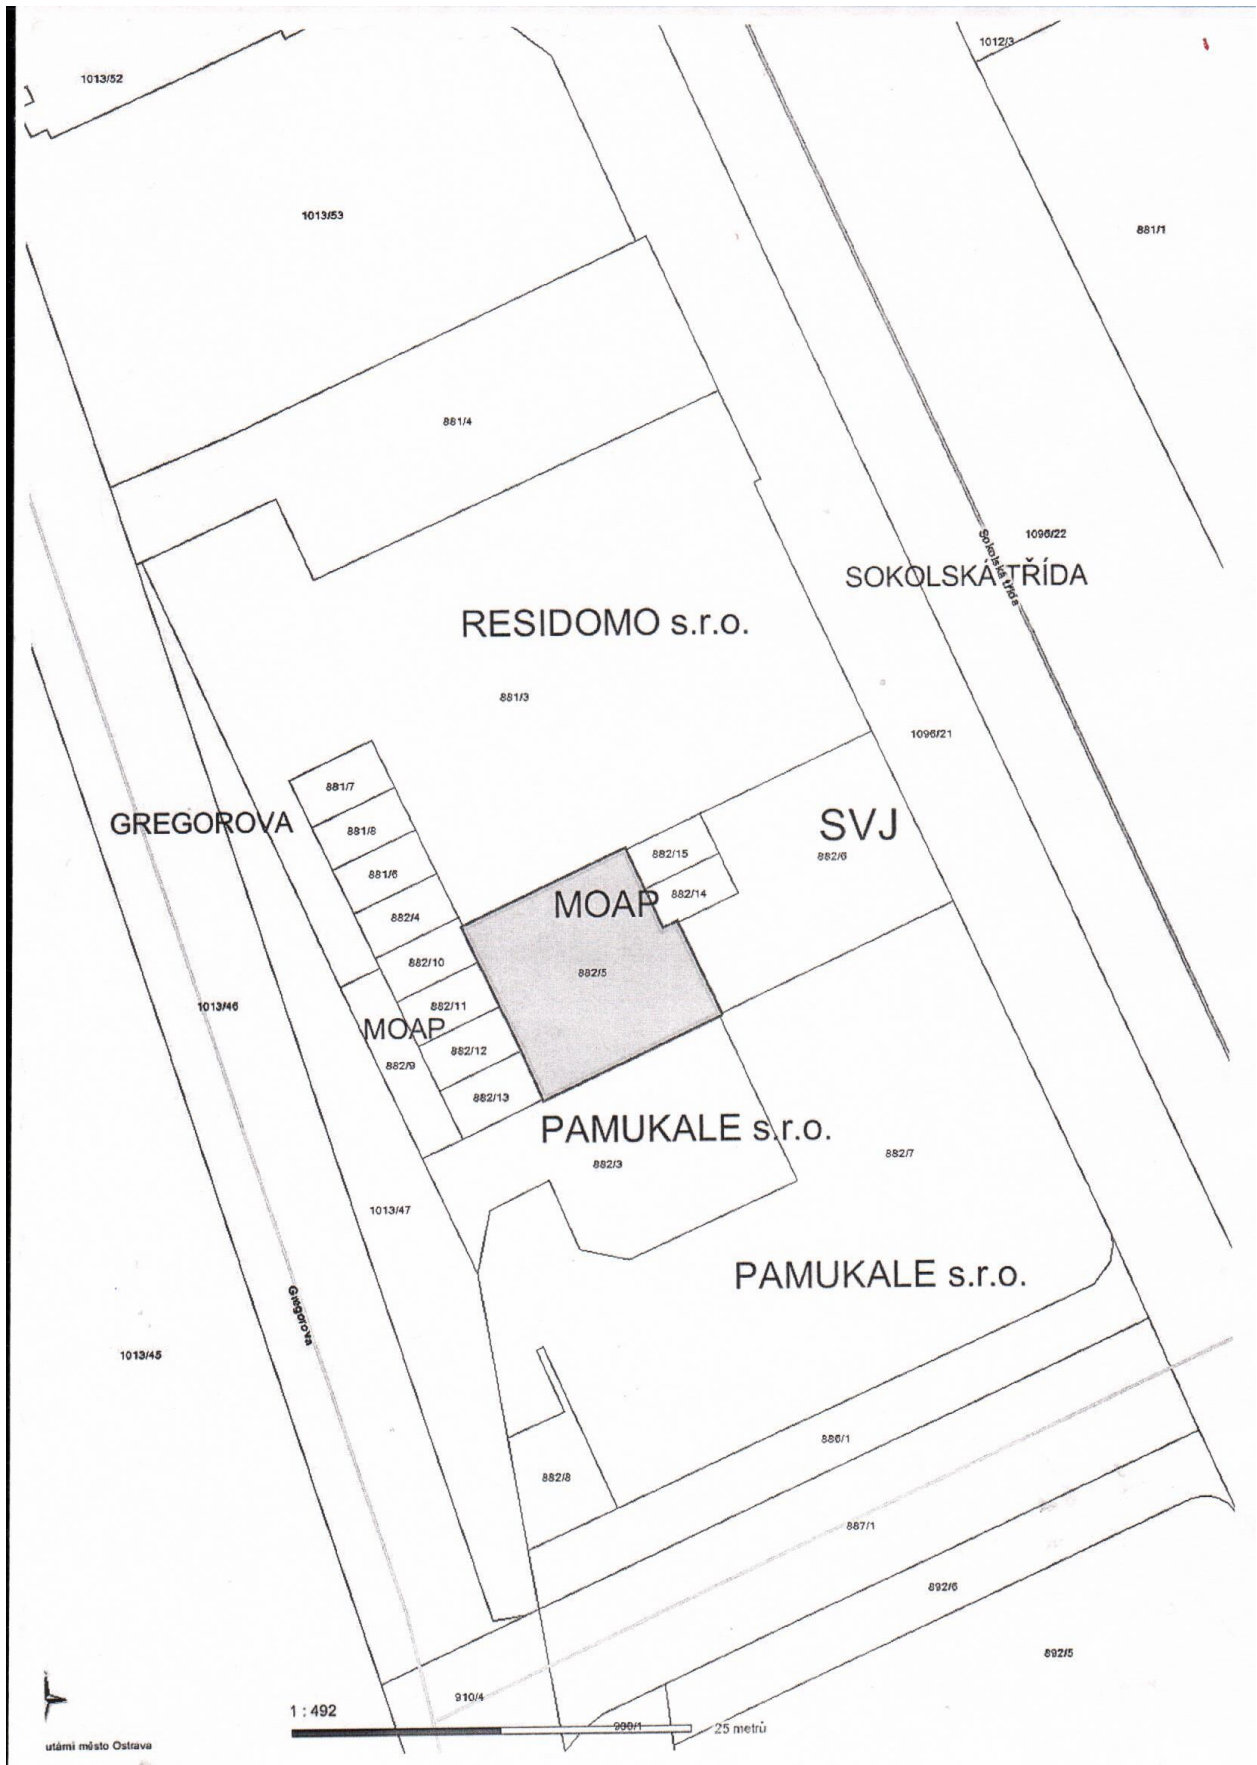 1012/3
1013/52
1013/53
881/1
881/4
1096/22
Sokolská třída
SOKOLSKÁ TŘÍDA
RESIDOMO s.r.o.
881/3
1096/21
881/7
GREGOROVA
881/8
SVJ
882/15
882/6
881/6
882/14
MOAP
882/4
882/10
882/5
882/11
1013/46
MOAP
882/12
882/9
882/13
PAMUKALE s.r.o.
882/3
882/7
1013/47
PAMUKALE s.r.o.
Gregorova
1013/45
886/1
882/8
887/1
892/6
892/5
910/4
1 : 492
990/1
25 metrů
utární město Ostrava